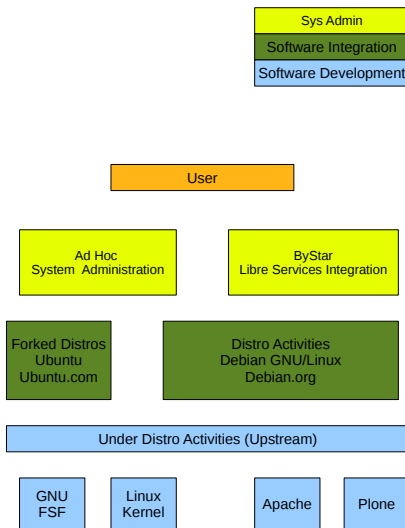 Sys Admin
Software Integration
Software Development
User
Ad Hoc
System Administration
ByStar
Libre Services Integration
Forked Distros
Ubuntu
Ubuntu.com
Distro Activities
Debian GNU/Linux
Debian.org
Under Distro Activities (Upstream)
GNU
FSF
Linux
Kernel
Apache
Plone